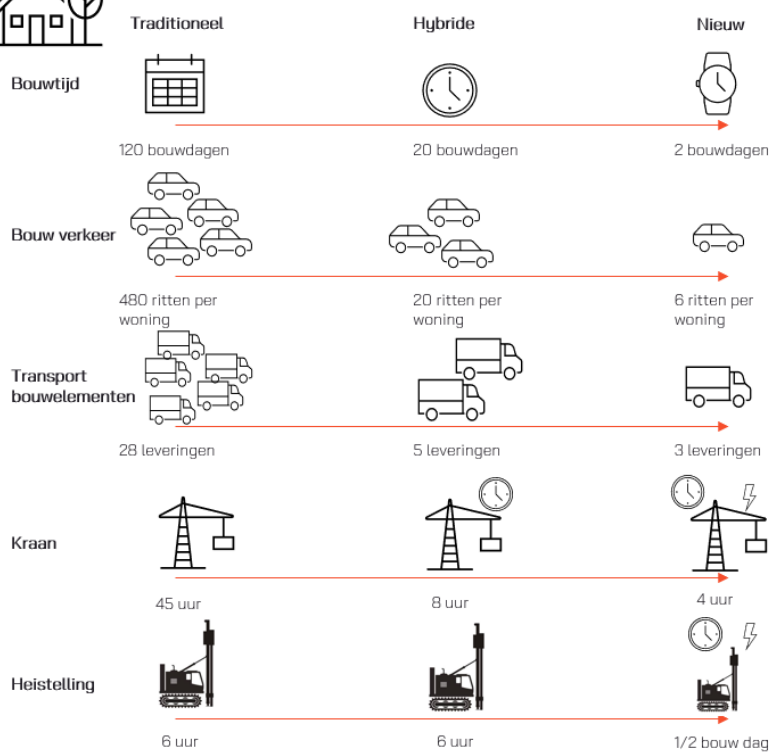 Traditioneel Hybride Nieuw
Bouwtijd
120 bouwdagen 20 bouwdagen 2 bouwdagen
Bouw verkeer
480 ritten per woning 20 ritten per woning 6 ritten per woning
Transport
bouwelementen
28 leveringen 5 leveringen 3 leveringen
Kraan
45 uur 8 uur 4 uur
Heistelling
6 uur 6 uur 1/2 bouw dag